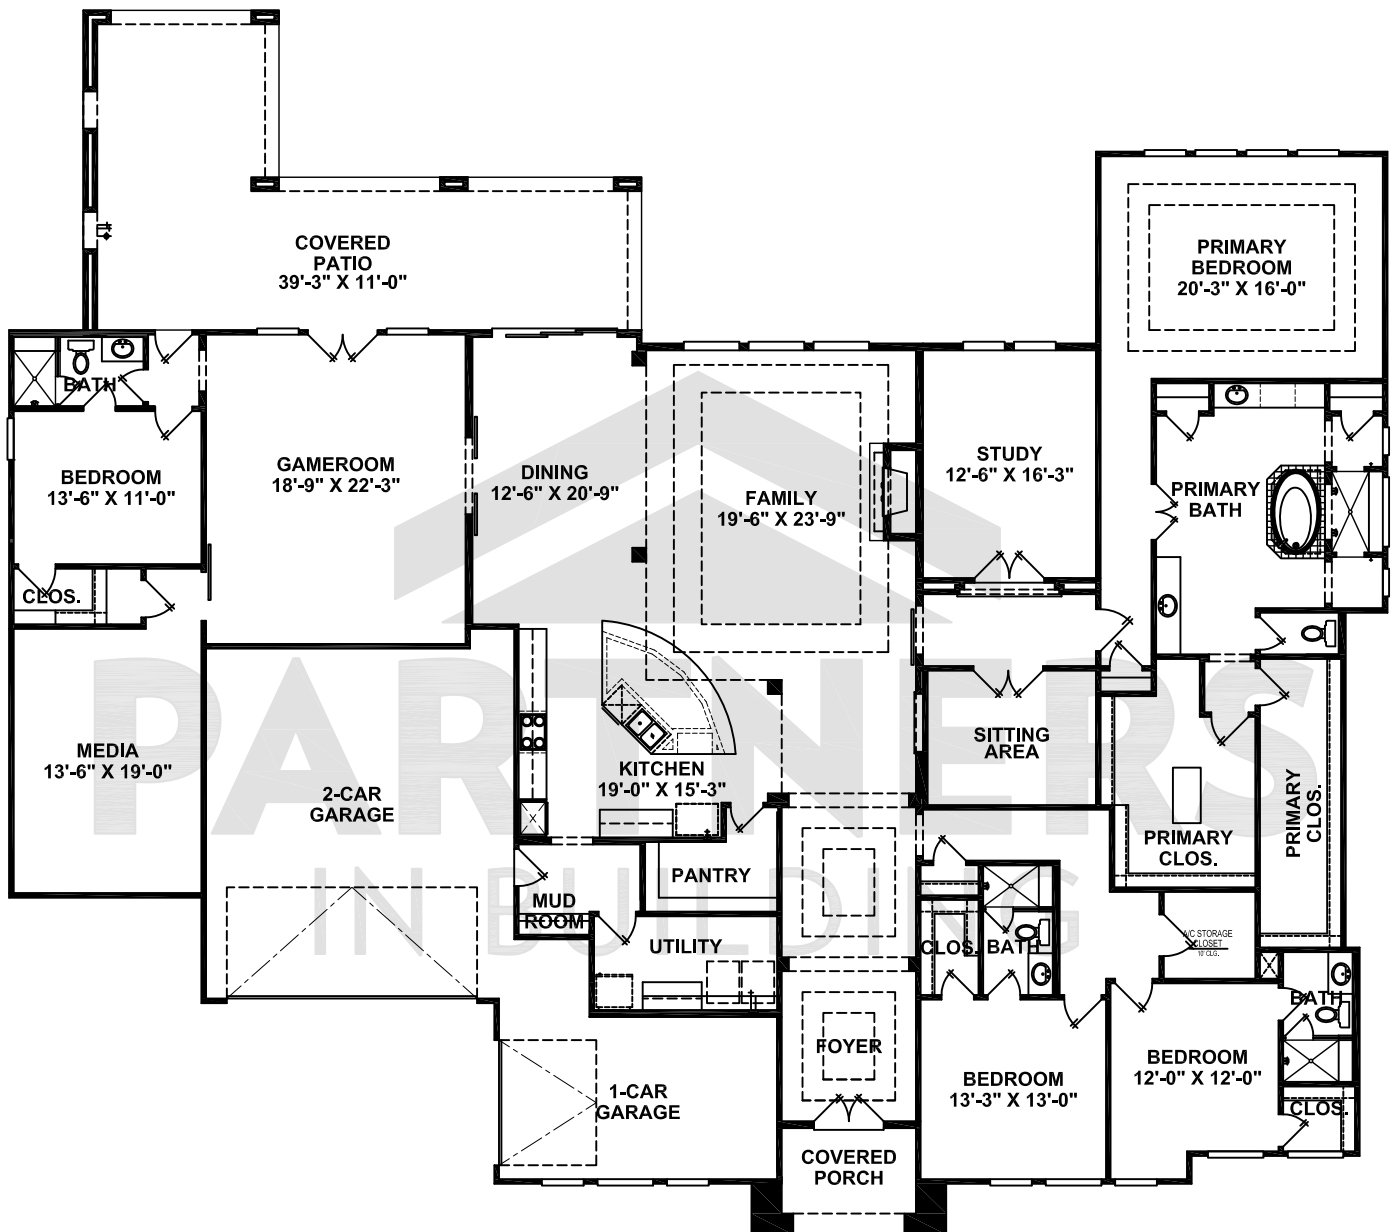 COVERED
PATIO
39'-3" X 11'-0"
PRIMARY
BEDROOM
20'-3" X 16'-0"
BATH
BEDROOM
13'-6" X 11'-0"
GAMEROOM
18'-9" X 22'-3"
DINING
12'-6" X 20'-9"
FAMILY
19'-6" X 23'-9"
STUDY
12'-6" X 16'-3"
PRIMARY
BATH
CLOS.
PARTNERS
IN BUILDING
MEDIA
13'-6" X 19'-0"
2-CAR
GARAGE
KITCHEN
19'-0" X 15'-3"
SITTING
AREA
PRIMARY
CLOS.
PRIMARY
CLOS.
PANTRY
MUD
ROOM
UTILITY
CLOS.
BATH
A/C STORAGE
CLOSET
10' CLG.
BATH
FOYER
BEDROOM
12'-0" X 12'-0"
BEDROOM
13'-3" X 13'-0"
1-CAR
GARAGE
CLOS.
COVERED
PORCH